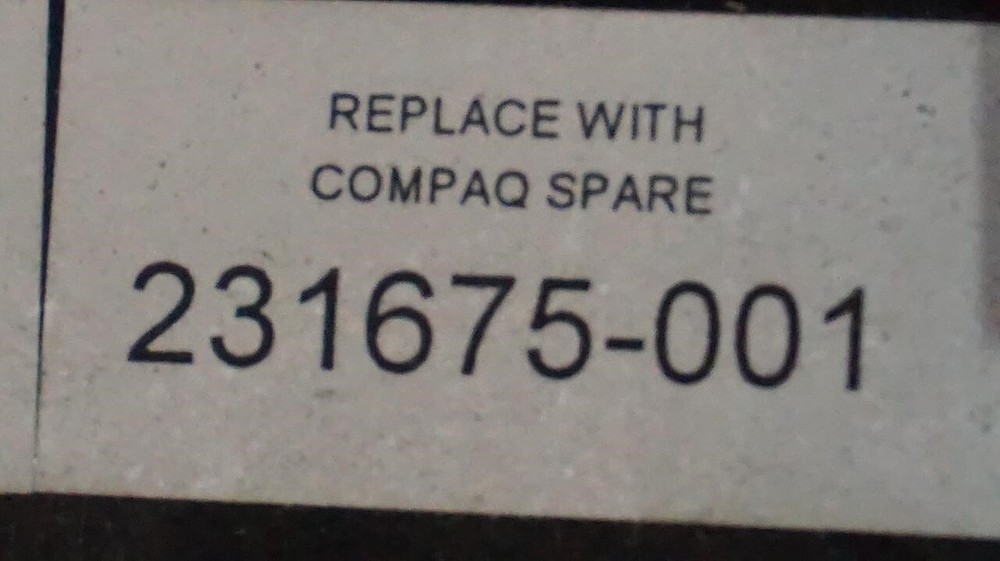 REPLACE WITH
COMPAQ SPARE
231675-001